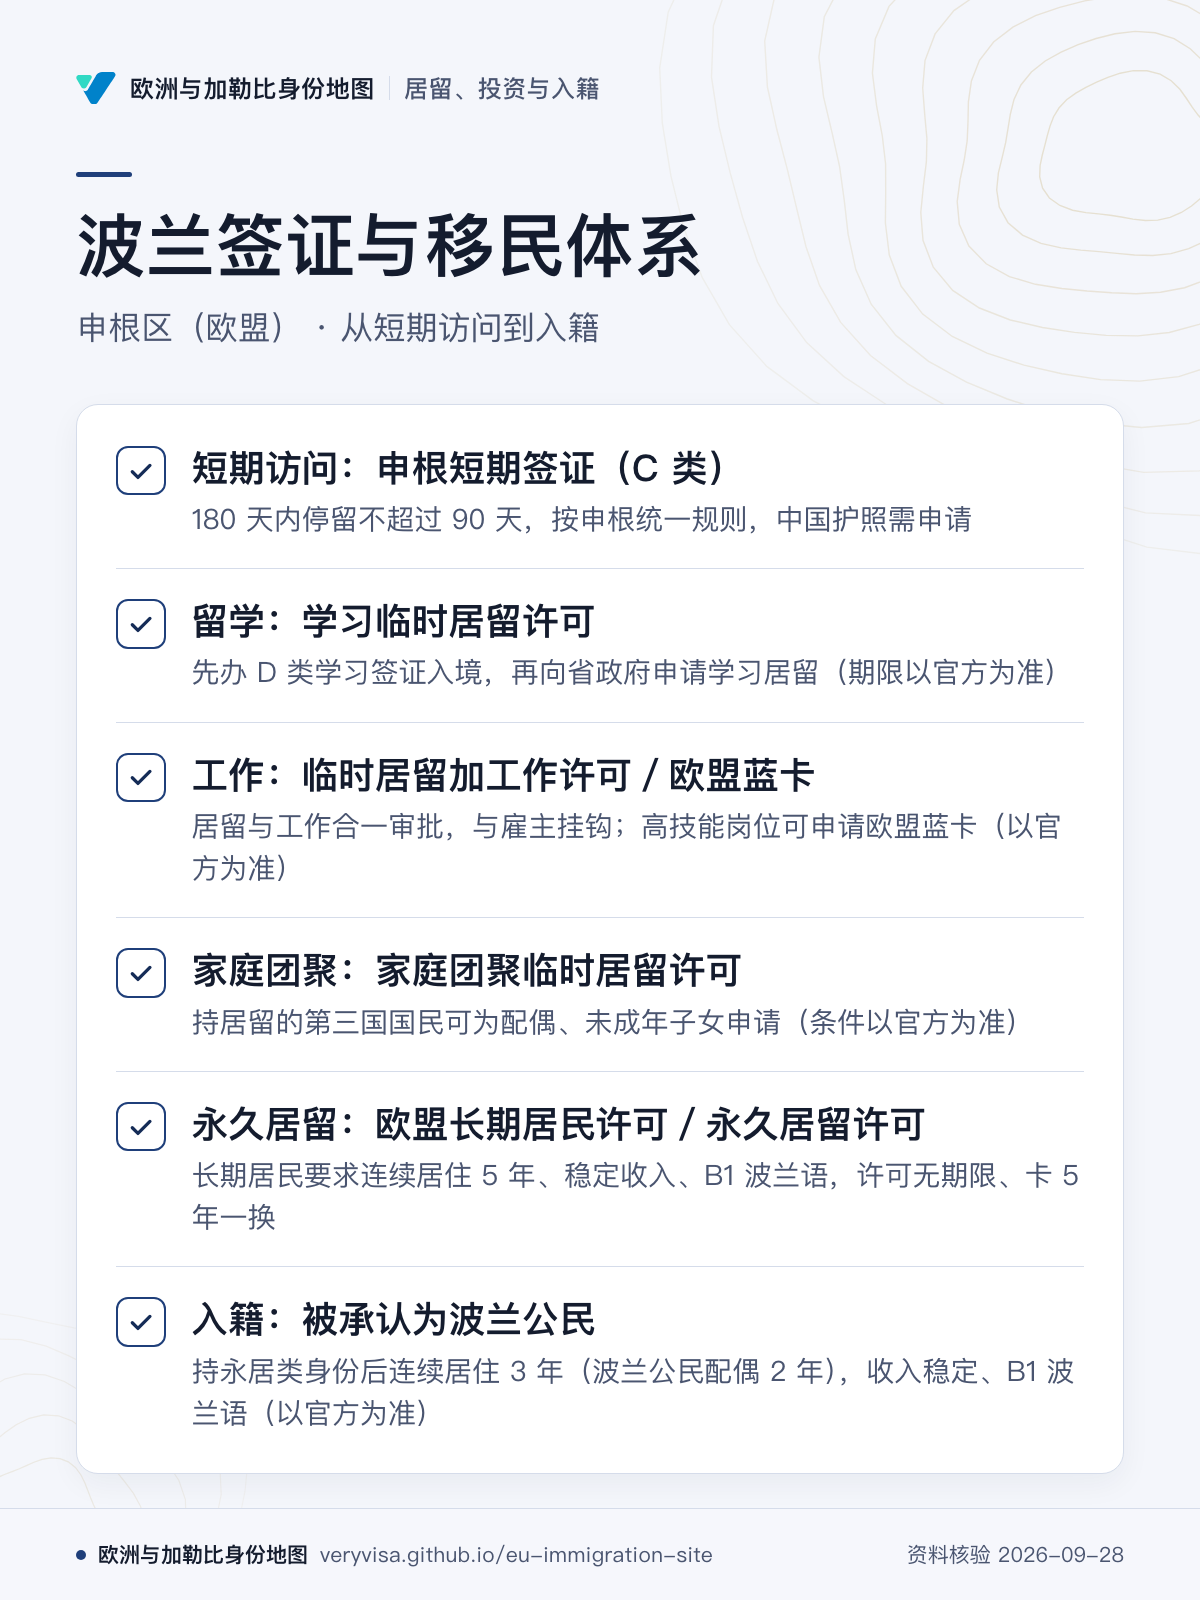 欧洲与加勒比身份地图 居留、投资与入籍
波兰签证与移民体系
申根区（欧盟） · 从短期访问到入籍
短期访问：申根短期签证（C 类）
180 天内停留不超过 90 天，按申根统一规则，中国护照需申请
留学：学习临时居留许可
先办 D 类学习签证入境，再向省政府申请学习居留（期限以官方为准）
工作：临时居留加工作许可 / 欧盟蓝卡
居留与工作合一审批，与雇主挂钩；高技能岗位可申请欧盟蓝卡（以官
方为准）
家庭团聚：家庭团聚临时居留许可
持居留的第三国国民可为配偶、未成年子女申请（条件以官方为准）
永久居留：欧盟长期居民许可 / 永久居留许可
长期居民要求连续居住 5 年、稳定收入、B1 波兰语，许可无期限、卡 5
年一换
入籍：被承认为波兰公民
持永居类身份后连续居住 3 年（波兰公民配偶 2 年），收入稳定、B1 波
兰语（以官方为准）
欧洲与加勒比身份地图 veryvisa.github.io/eu-immigration-site
资料核验 2026-09-28